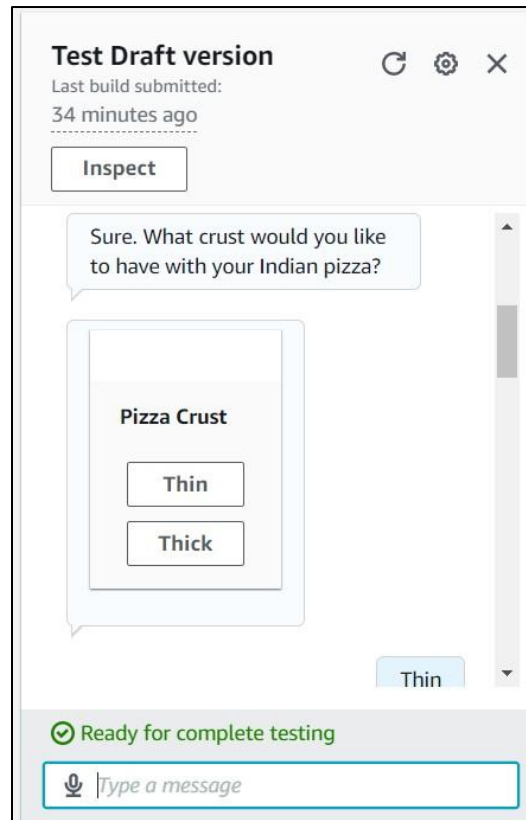 Test Draft version
Last build submitted:
34 minutes ago
Inspect
Sure. What crust would you like
to have with your Indian pizza?
Pizza Crust
Thin
Thick
Thin
Ready for complete testing
Type a message